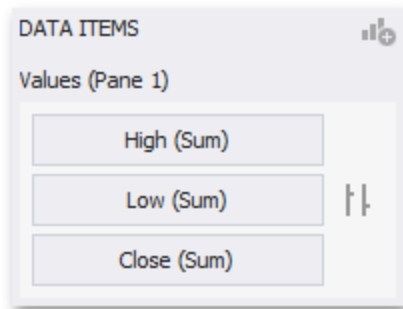 DATA ITEMS
Values (Pane 1)
High (Sum)
Low (Sum)
Close (Sum)